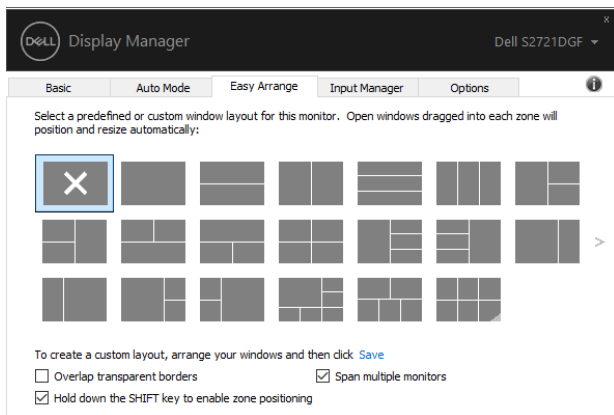 DELL Display Manager
Dell S2721DGF
x
Basic Auto Mode Easy Arrange Input Manager Options
Select a predefined or custom window layout for this monitor. Open windows dragged into each zone will
position and resize automatically:
To create a custom layout, arrange your windows and then click Save
Overlap transparent borders
Span multiple monitors
Hold down the SHIFT key to enable zone positioning